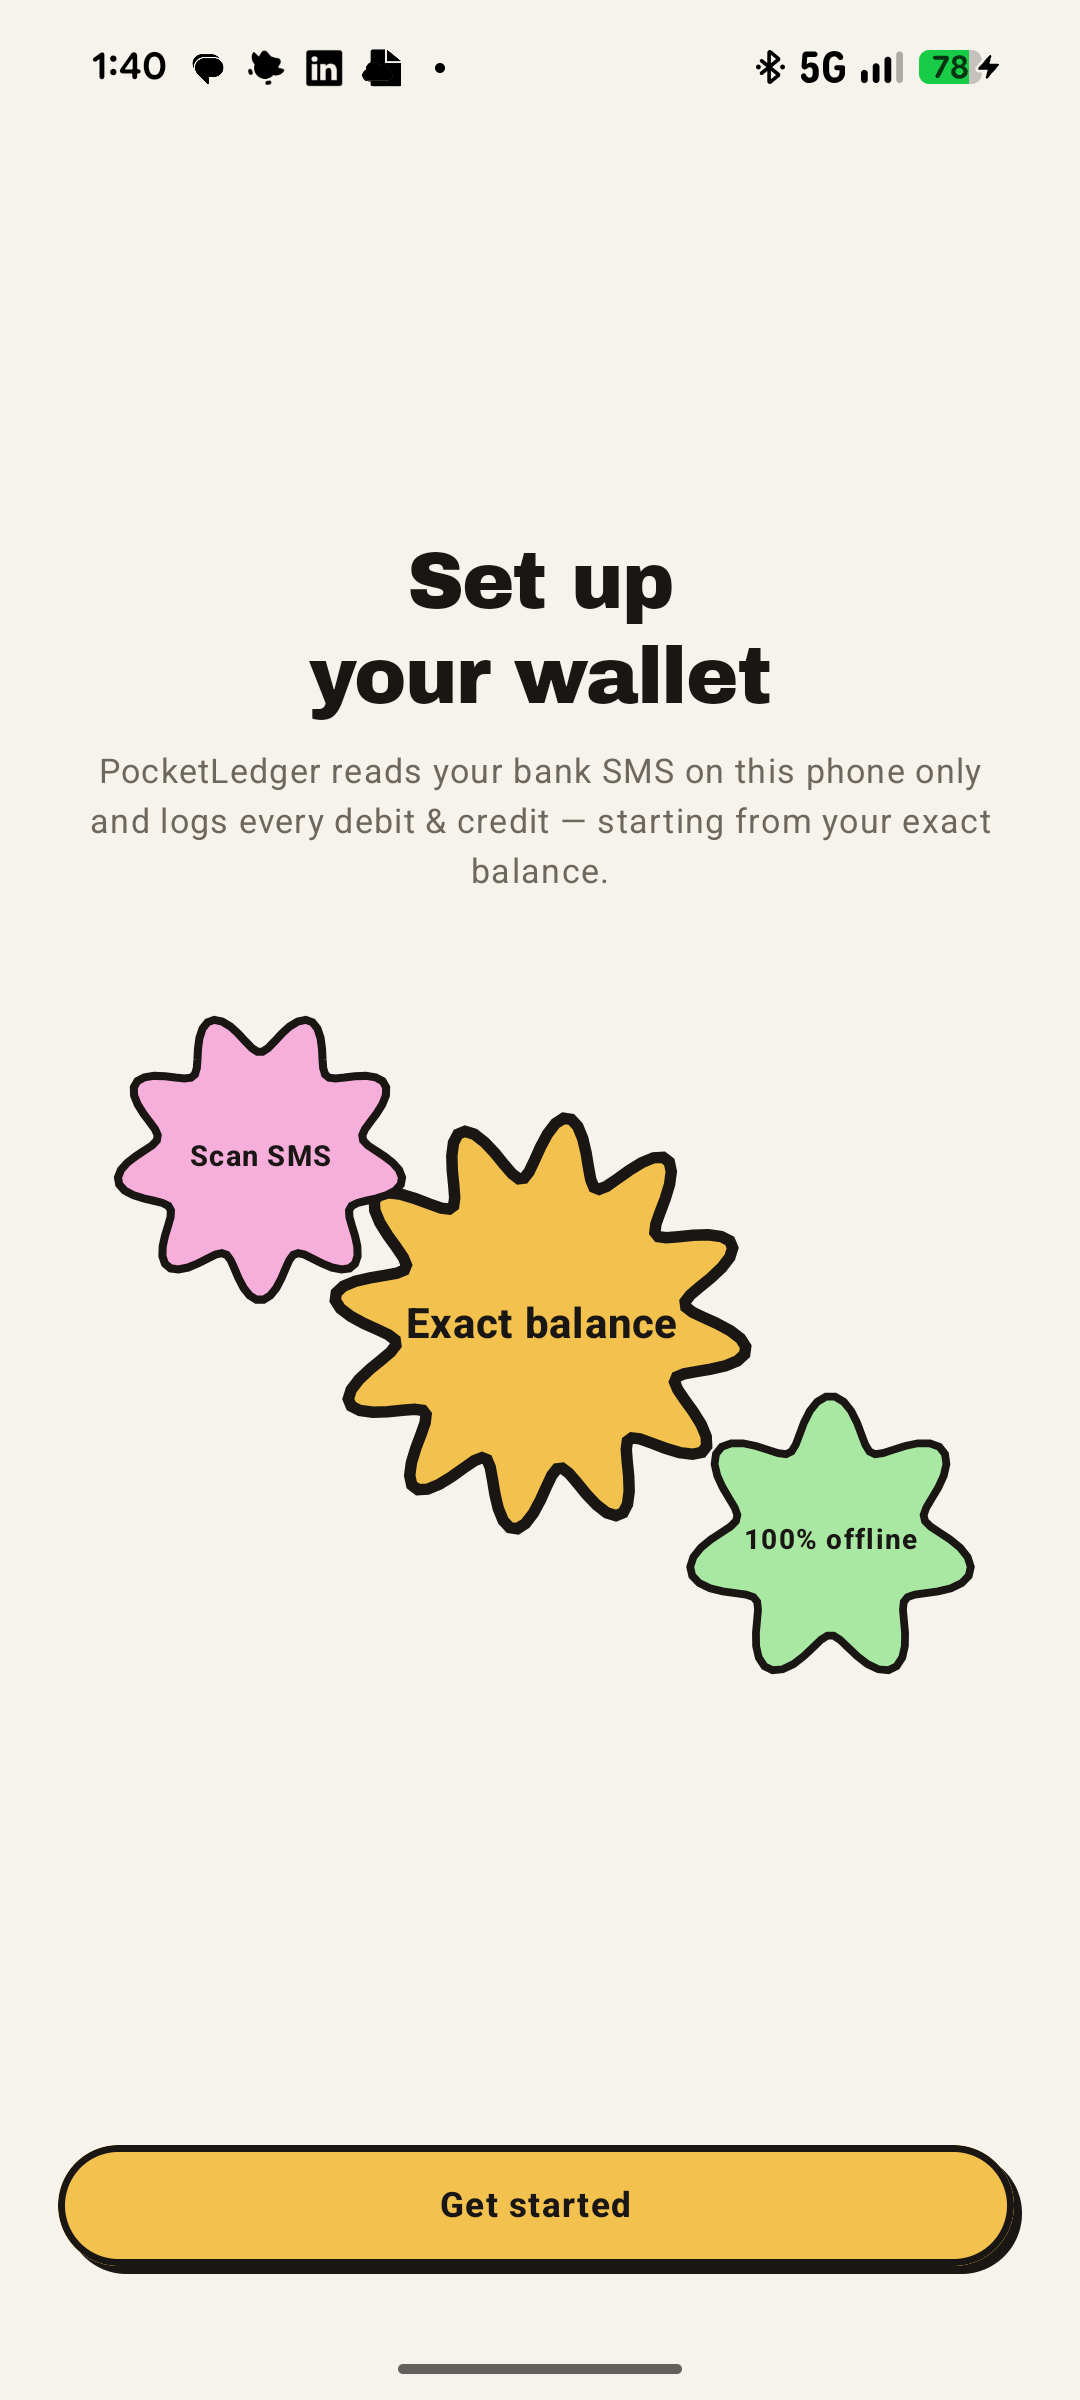 1:40
5G
78
Set up
your wallet
PocketLedger reads your bank SMS on this phone only
and logs every debit & credit — starting from your exact
balance.
Scan SMS
Exact balance
100% offline
Get started